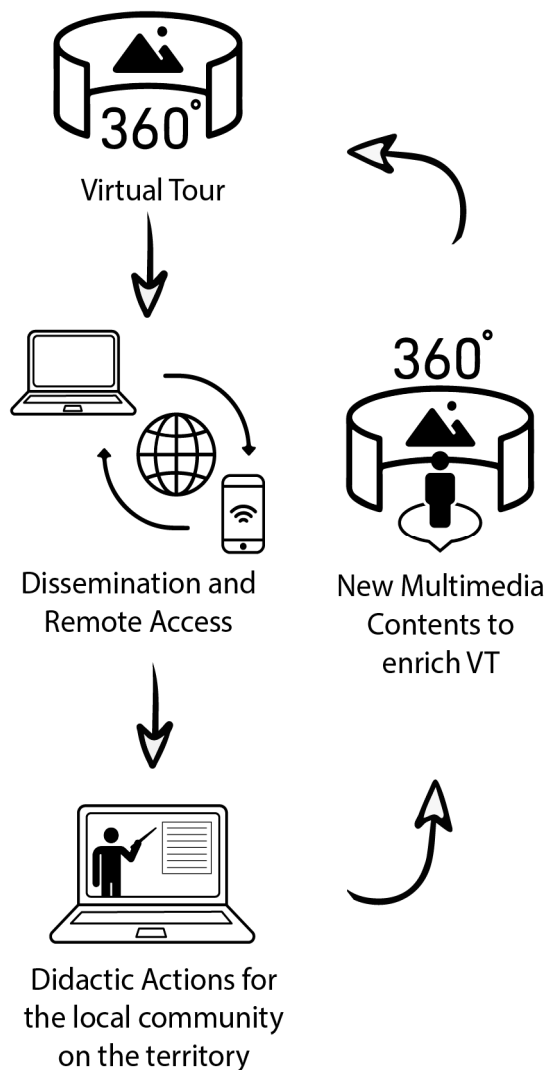 360°
Virtual Tour
Dissemination and
Remote Access
Didactic Actions for
the local community
on the territory
360°
New Multimedia
Contents to
enrich VT